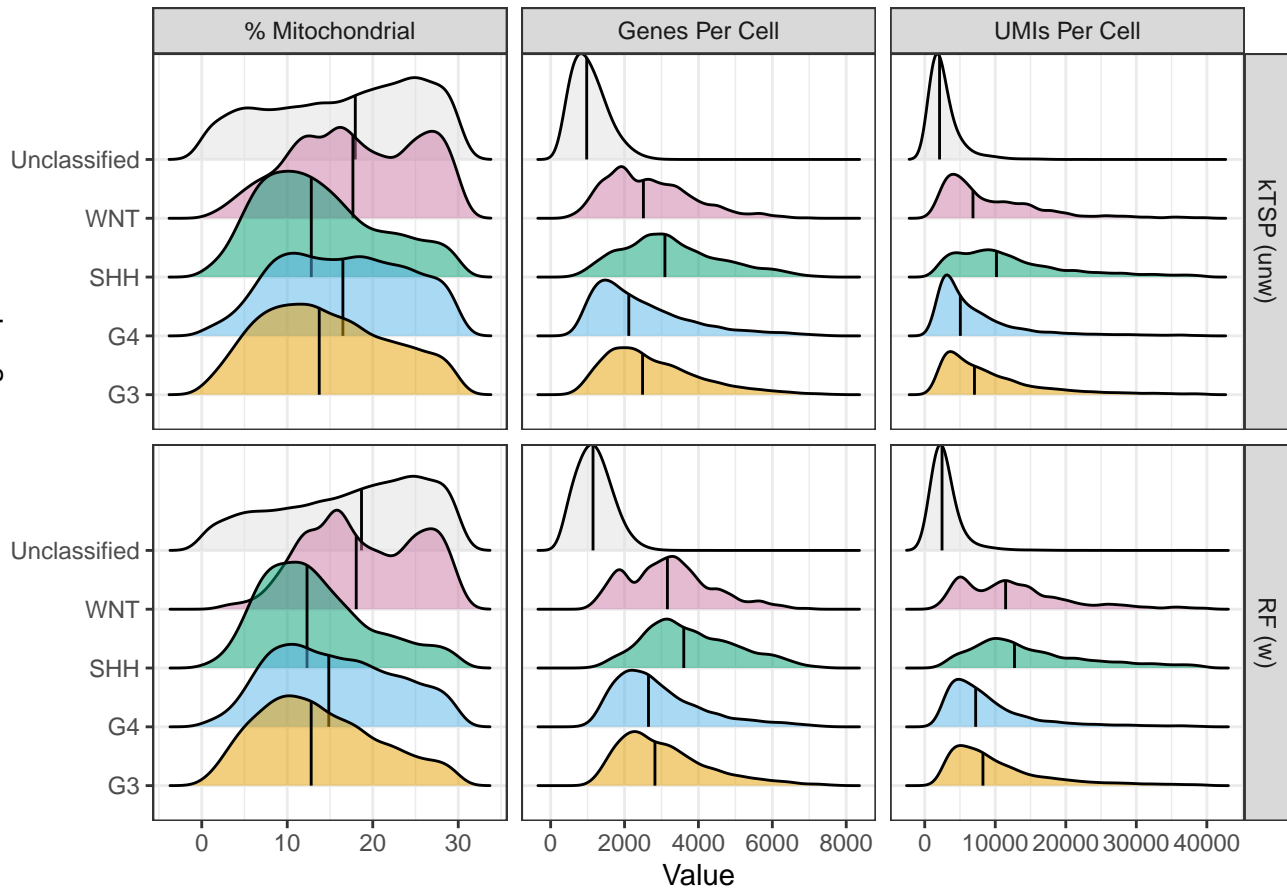 % Mitochondrial
Genes Per Cell
UMIs Per Cell
Unclassified
WNT
SHH
G4
G3
kTSP (unw)
Unclassified
WNT
SHH
G4
G3
RF (w)
0 10 20 30
0 2000 4000 6000 8000
0 10000 20000 30000 40000
Value